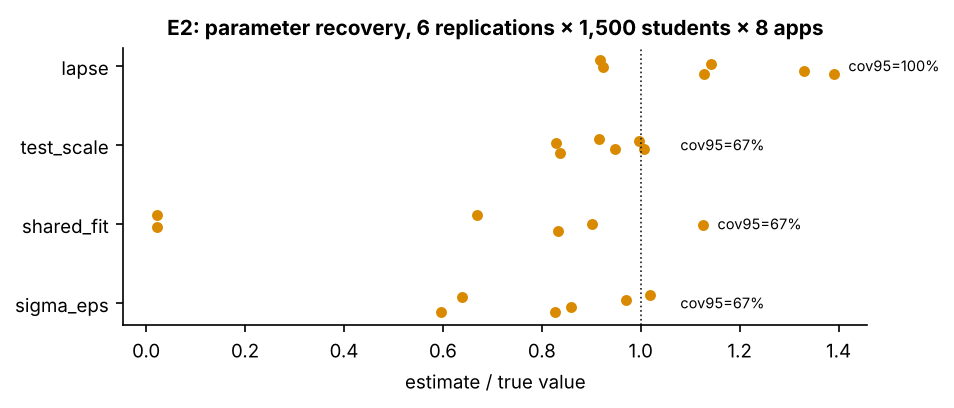 E2: parameter recovery, 6 replications × 1,500 students × 8 apps
lapse
cov95=100%
test_scale
cov95=67%
shared_fit
cov95=67%
sigma_eps
cov95=67%
0.0 0.2 0.4 0.6 0.8 1.0 1.2 1.4
estimate / true value